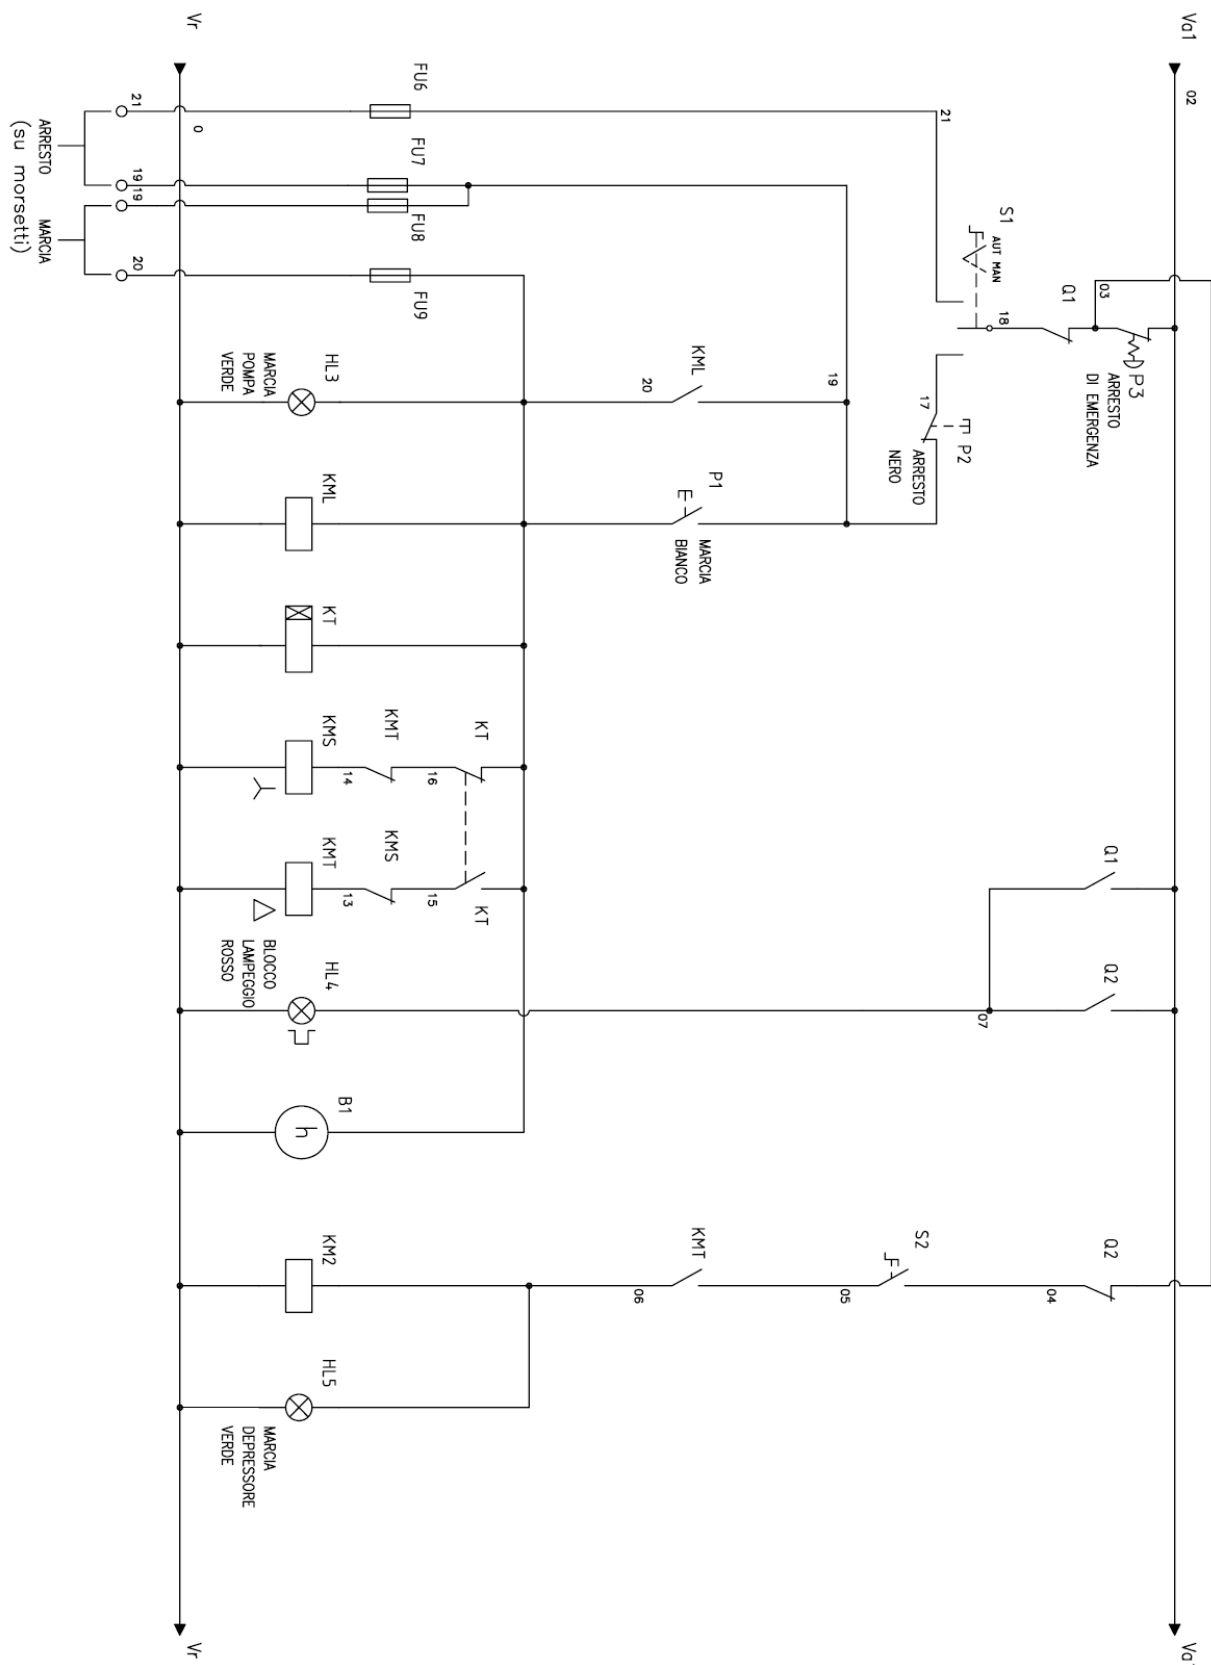 Va1
02
03
P3
ARRESTO
DI EMERGENZA
Q1
18
S1
AUT MAN
21
17
P2
ARRESTO
NERO
19
KML
20
P1
MARCIA
BIANCO
Q1
Q2
07
Q2
04
S2
05
KMT
06
FU6
FU7
FU8
FU9
KT
16
KMT
14
KT
15
KMS
13
HL3
MARCIA
POMPA
VERDE
KML
KT
KMS
KMT
HL4
BLOCCO
LAMPEGGIO
ROSSO
B1
h
KM2
HL5
MARCIA
DEPRESSORE
VERDE
Vr
0
Vr
21
19
19
20
ARRESTO
MARCIA
(su morsetti)